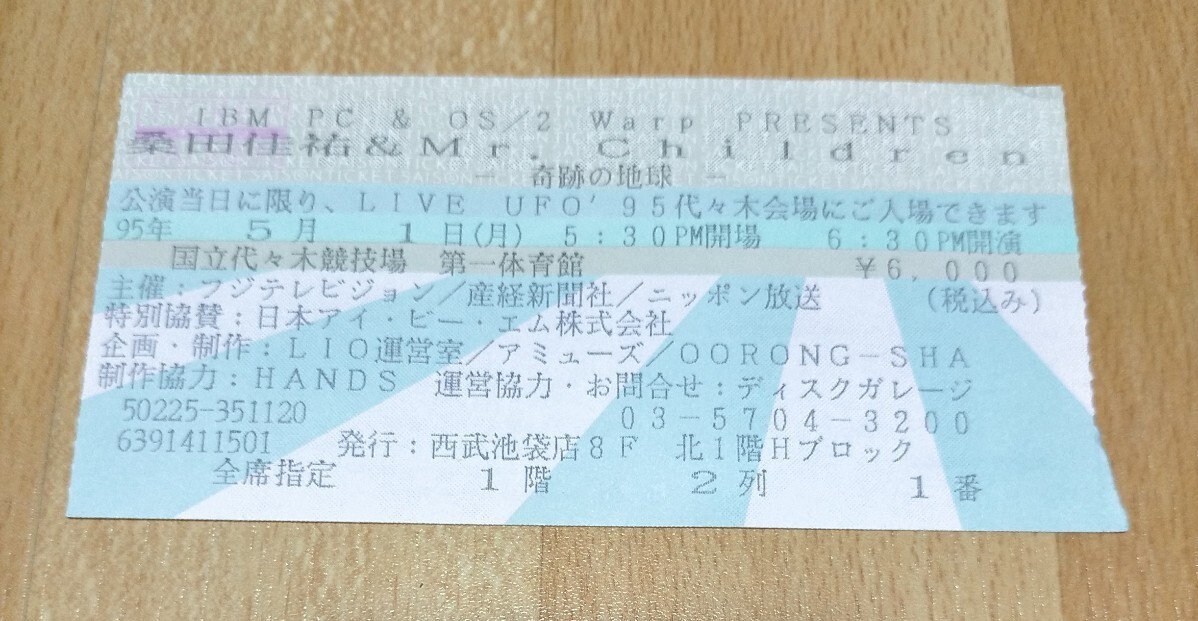 IBM PC & OS/2 Warp PRESENTS
桑田佳祐&Mr. Children
－ 奇跡の地球 －
公演当日に限り、LIVE UFO'95代々木会場にご入場できます
95年 5月 1日(月) 5:30PM開場 6:30PM開演
国立代々木競技場 第一体育館 ¥6,000
主催:フジテレビジョン/産経新聞社/ニッポン放送 (税込み)
特別協賛:日本アイ・ビー・エム株式会社
企画・制作:LIO運営室/アミューズ/OORONG-SHA
制作協力:HANDS 運営協力・お問合せ:ディスクガレージ
50225-351120 03-5704-3200
6391411501 発行:西武池袋店8F 北1階Hブロック
全席指定 1階 2列 1番